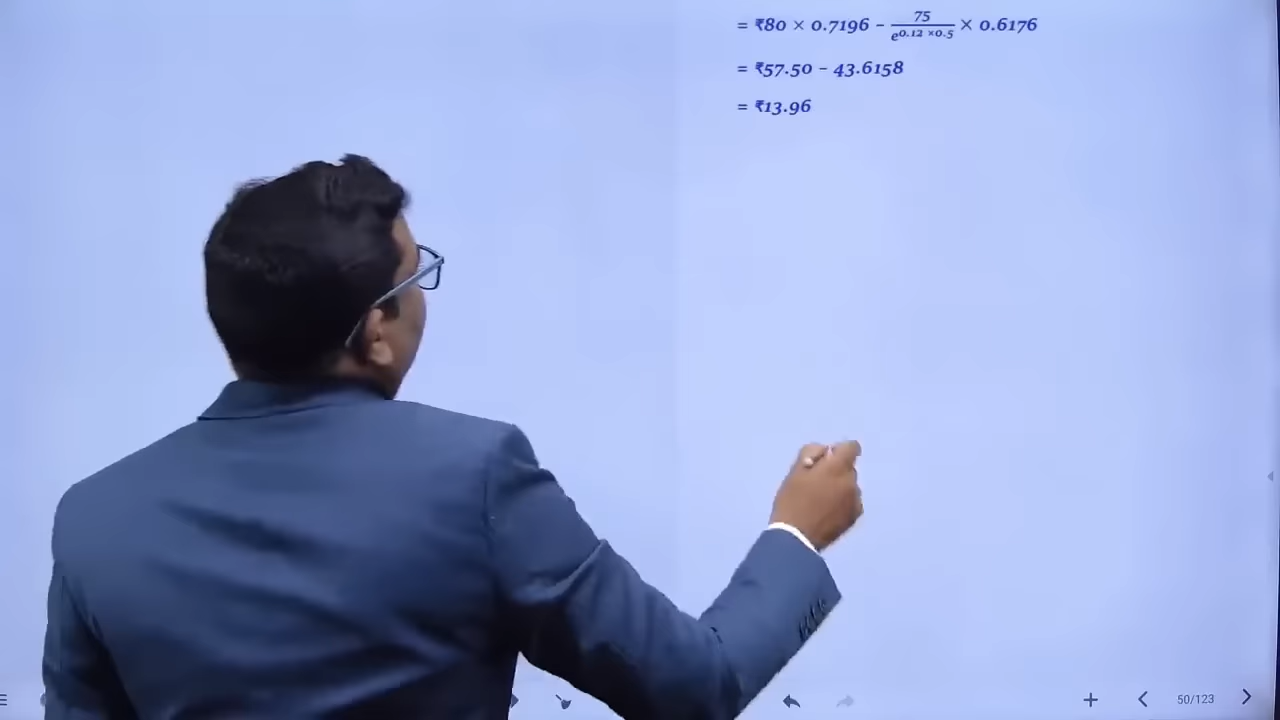 = ₹80 × 0.7196 – 75/e^0.12 ×0.5 × 0.6176
= ₹57.50 – 43.6158
= ₹13.96
50/123